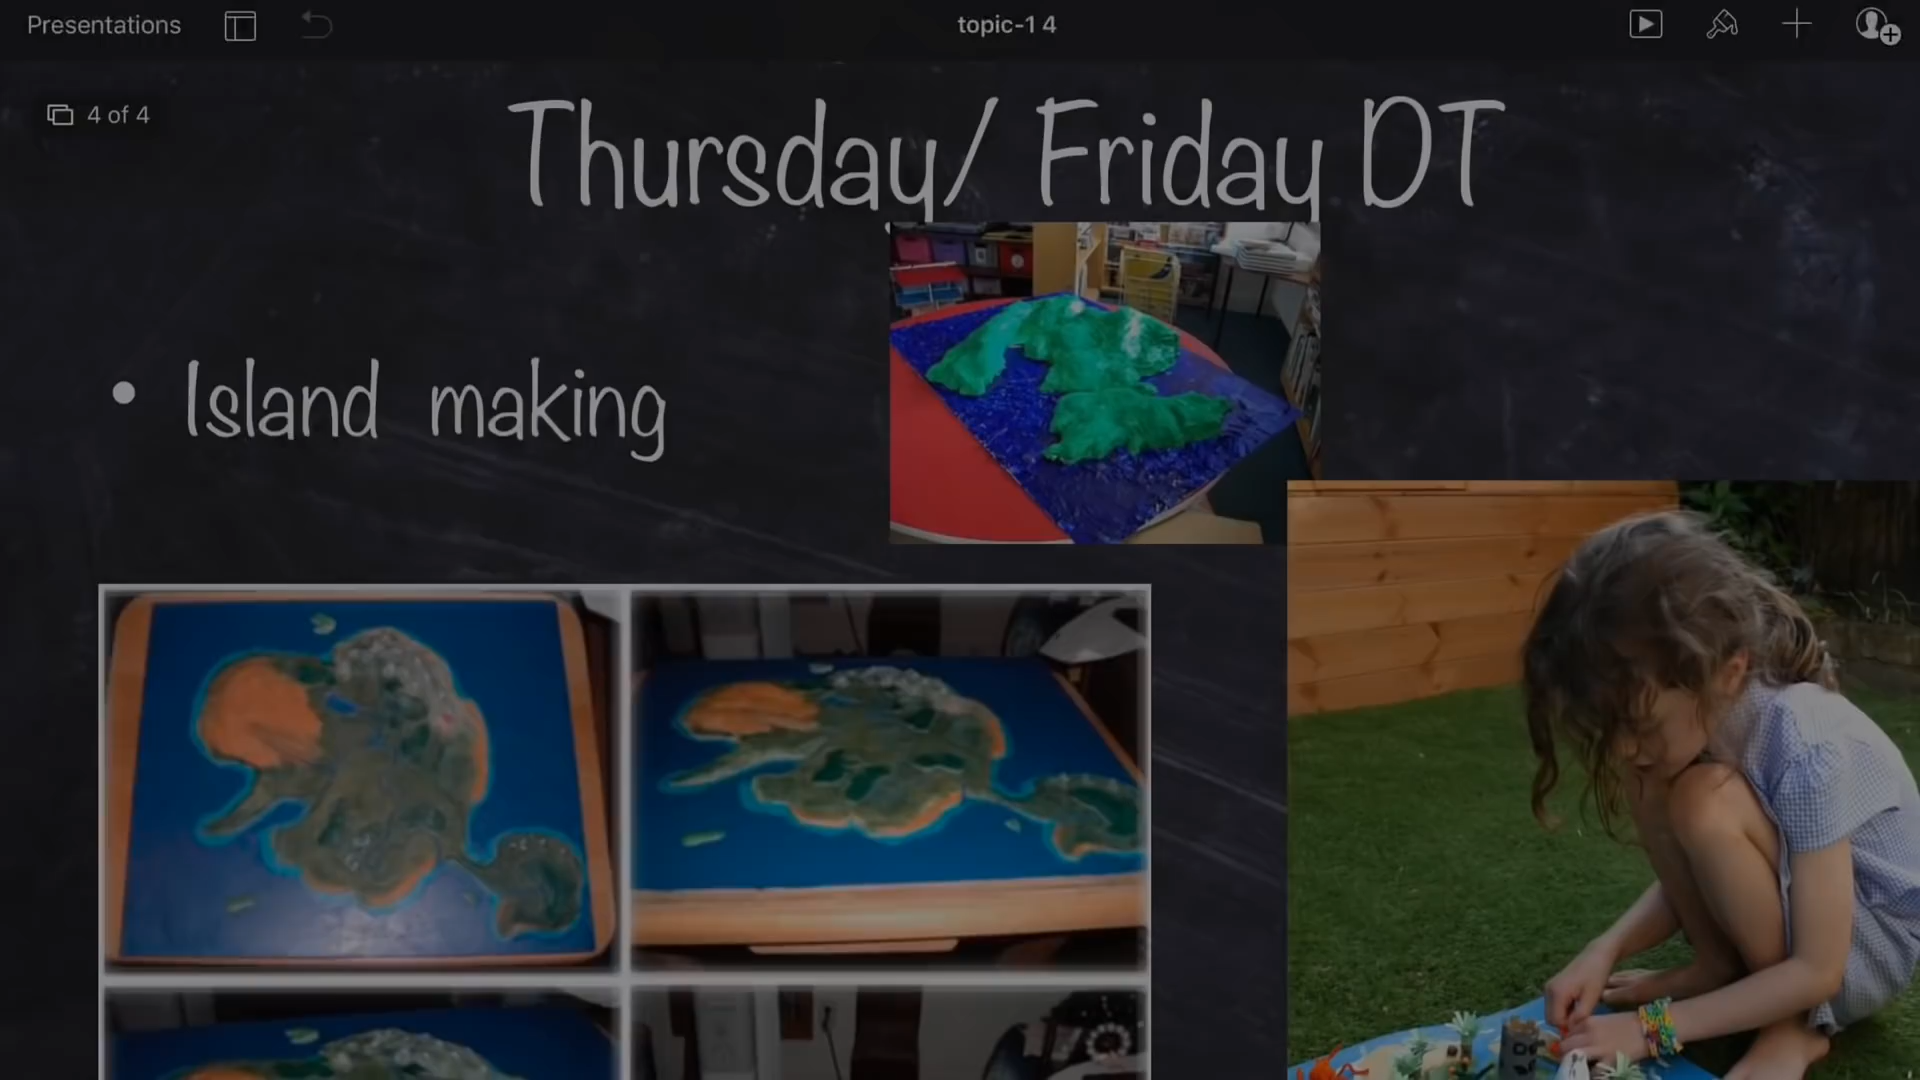 Presentations
topic-1 4
4 of 4
Thursday/ Friday DT
• Island making